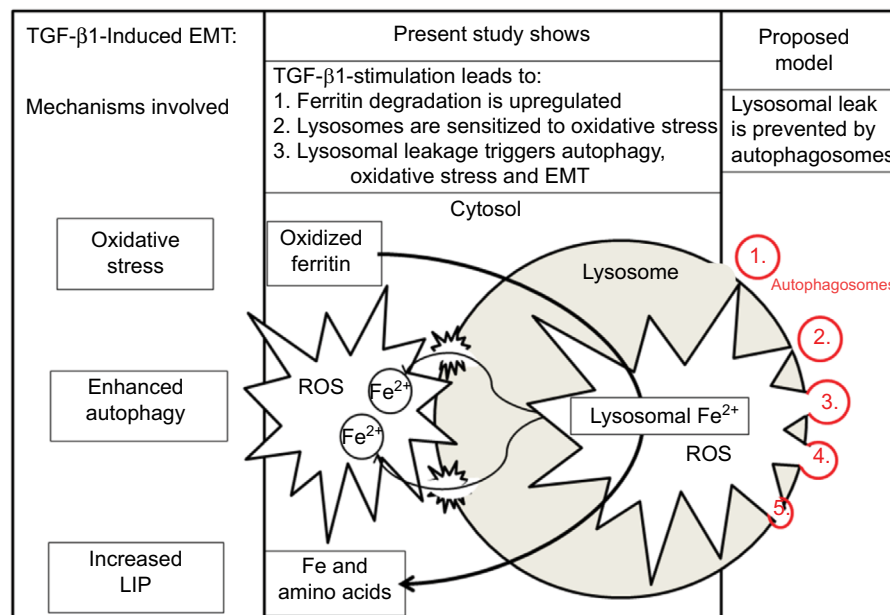 TGF-β1-Induced EMT:
Mechanisms involved
Oxidative
stress
Enhanced
autophagy
Increased
LIP
Present study shows
TGF-β1-stimulation leads to:
1. Ferritin degradation is upregulated
2. Lysosomes are sensitized to oxidative stress
3. Lysosomal leakage triggers autophagy,
oxidative stress and EMT
Cytosol
Oxidized
ferritin
Lysosome
ROS
Fe²⁺
Fe²⁺
Lysosomal Fe²⁺
ROS
Fe and
amino acids
Proposed
model
Lysosomal leak
is prevented by
autophagosomes
1.
Autophagosomes
2.
3.
4.
5.